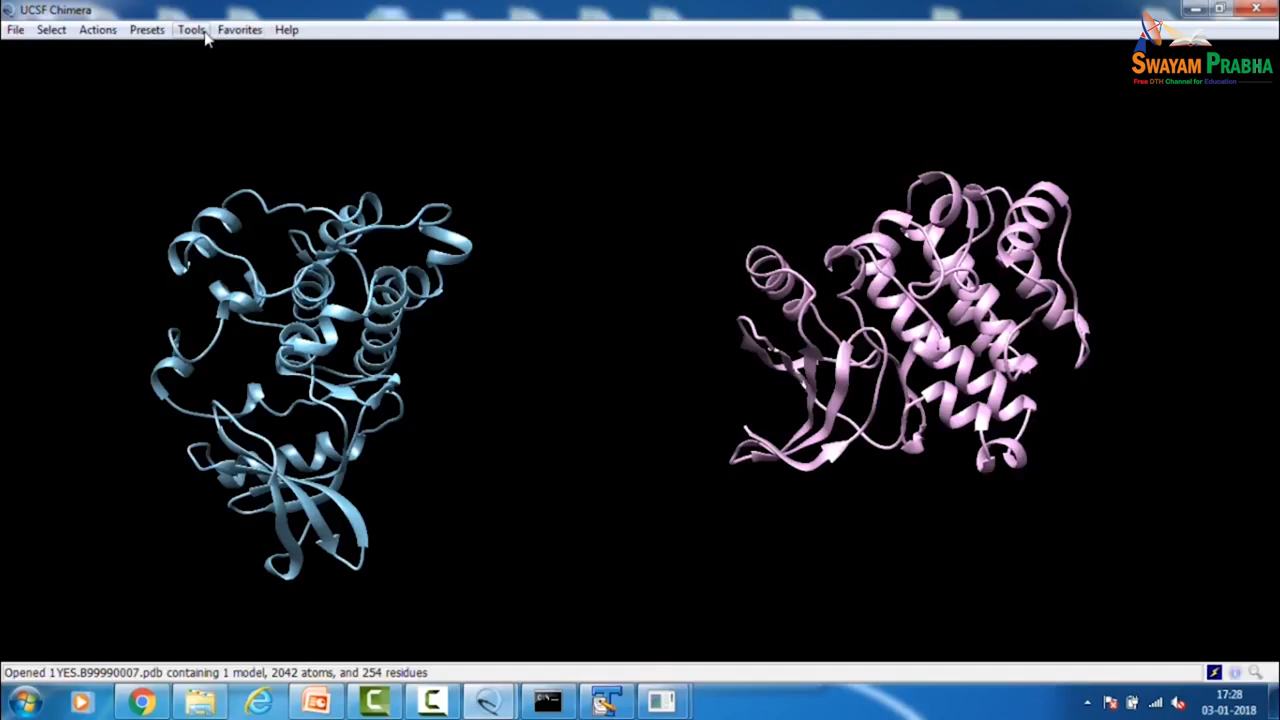 UCSF Chimera
File Select Actions Presets Tools Favorites Help
SWAYAM PRABHA
Free DTH Channel for Education
Opened 1YES.B99990007.pdb containing 1 model, 2042 atoms, and 254 residues
17:28
03-01-2018